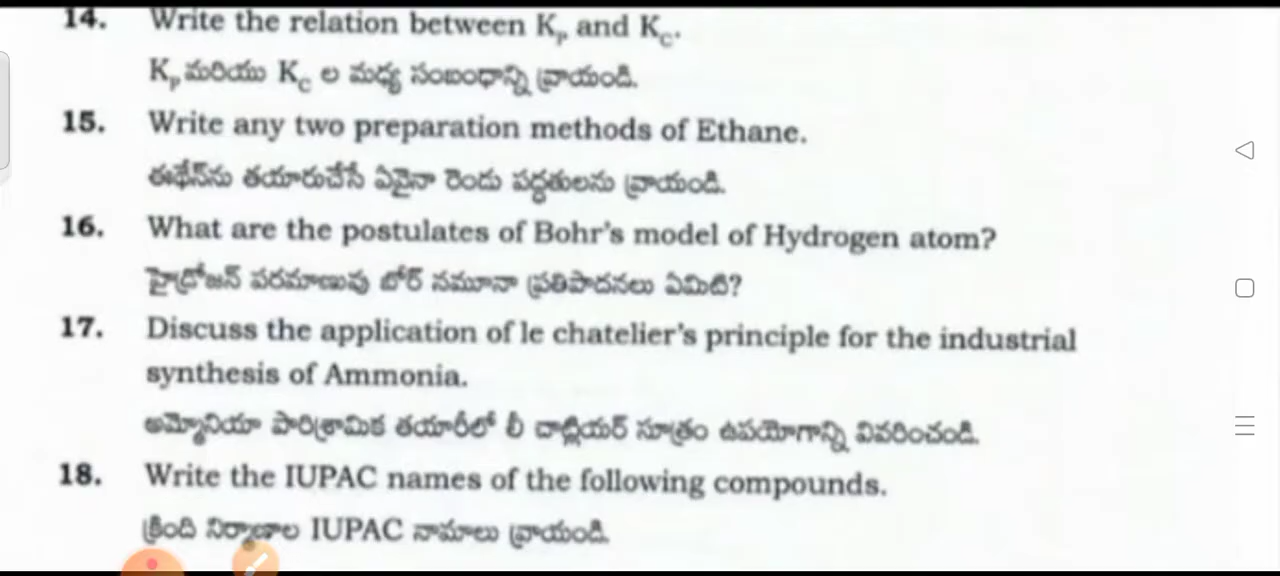 14. Write the relation between Kp and Kc.
Kp మరియు Kc ల మధ్య సంబంధాన్ని వ్రాయండి.
15. Write any two preparation methods of Ethane.
ఈథేన్‌ను తయారుచేసే ఏవైనా రెండు పద్ధతులను వ్రాయండి.
16. What are the postulates of Bohr's model of Hydrogen atom?
హైడ్రోజన్ పరమాణువు బోర్ నమూనా ప్రతిపాదనలు ఏమిటి?
17. Discuss the application of le chatelier's principle for the industrial
synthesis of Ammonia.
అమ్మోనియా పారిశ్రామిక తయారీలో లీ చాట్లియర్ సూత్రం ఉపయోగాన్ని వివరించండి.
18. Write the IUPAC names of the following compounds.
క్రింది నిర్మాణాల IUPAC నామాలు వ్రాయండి.